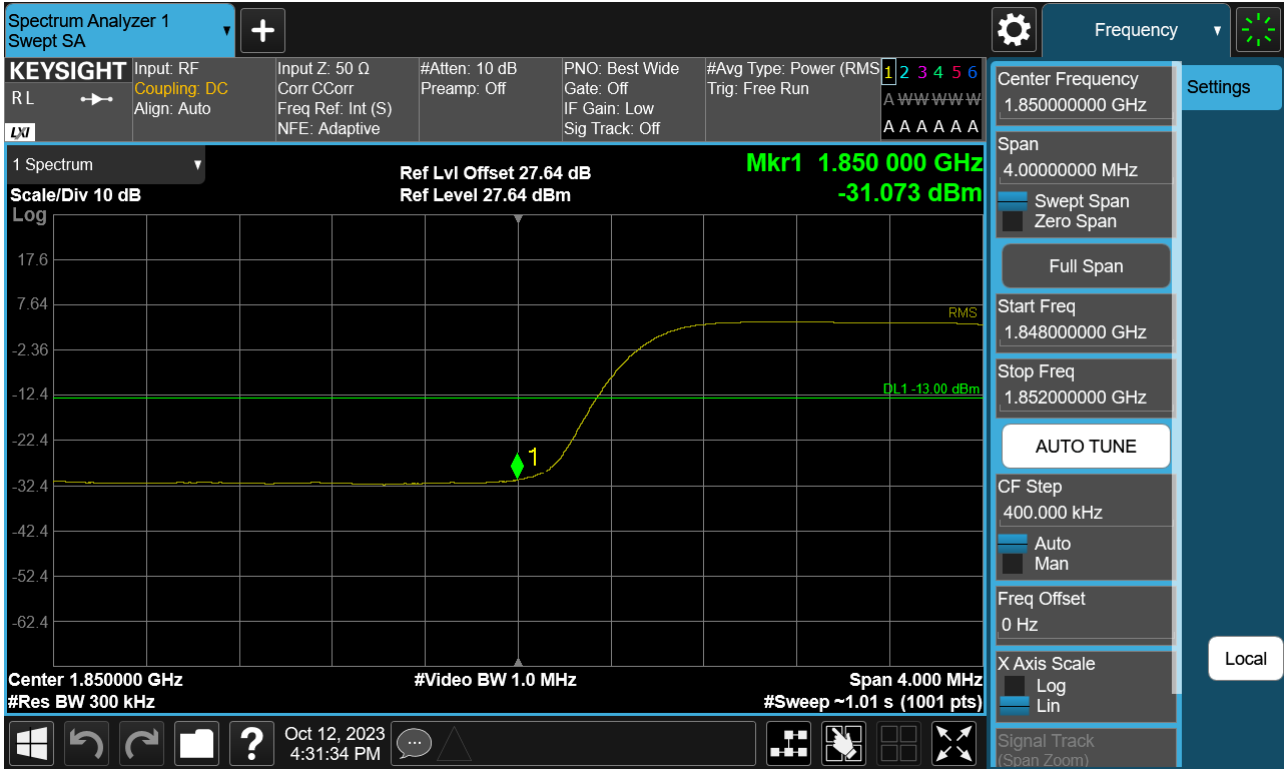 Spectrum Analyzer 1
Swept SA
Frequency
KEYSIGHT
R L
LXI
Input: RF
Coupling: DC
Align: Auto
Input Z: 50 Ω
Corr CCorr
Freq Ref: Int (S)
NFE: Adaptive
#Atten: 10 dB
Preamp: Off
PNO: Best Wide
Gate: Off
IF Gain: Low
Sig Track: Off
#Avg Type: Power (RMS
Trig: Free Run
1 2 3 4 5 6
A W W W W W
A A A A A A
1 Spectrum
Scale/Div 10 dB
Log
Ref Lvl Offset 27.64 dB
Ref Level 27.64 dBm
Mkr1 1.850 000 GHz
-31.073 dBm
17.6
7.64
-2.36
-12.4
-22.4
-32.4
-42.4
-52.4
-62.4
RMS
DL1 -13.00 dBm
1
Center 1.850000 GHz
#Res BW 300 kHz
#Video BW 1.0 MHz
Span 4.000 MHz
#Sweep ~1.01 s (1001 pts)
Oct 12, 2023
4:31:34 PM
Center Frequency
1.850000000 GHz
Span
4.00000000 MHz
Swept Span
Zero Span
Full Span
Start Freq
1.848000000 GHz
Stop Freq
1.852000000 GHz
AUTO TUNE
CF Step
400.000 kHz
Auto
Man
Freq Offset
0 Hz
X Axis Scale
Log
Lin
Signal Track
(Span Zoom)
Settings
Local